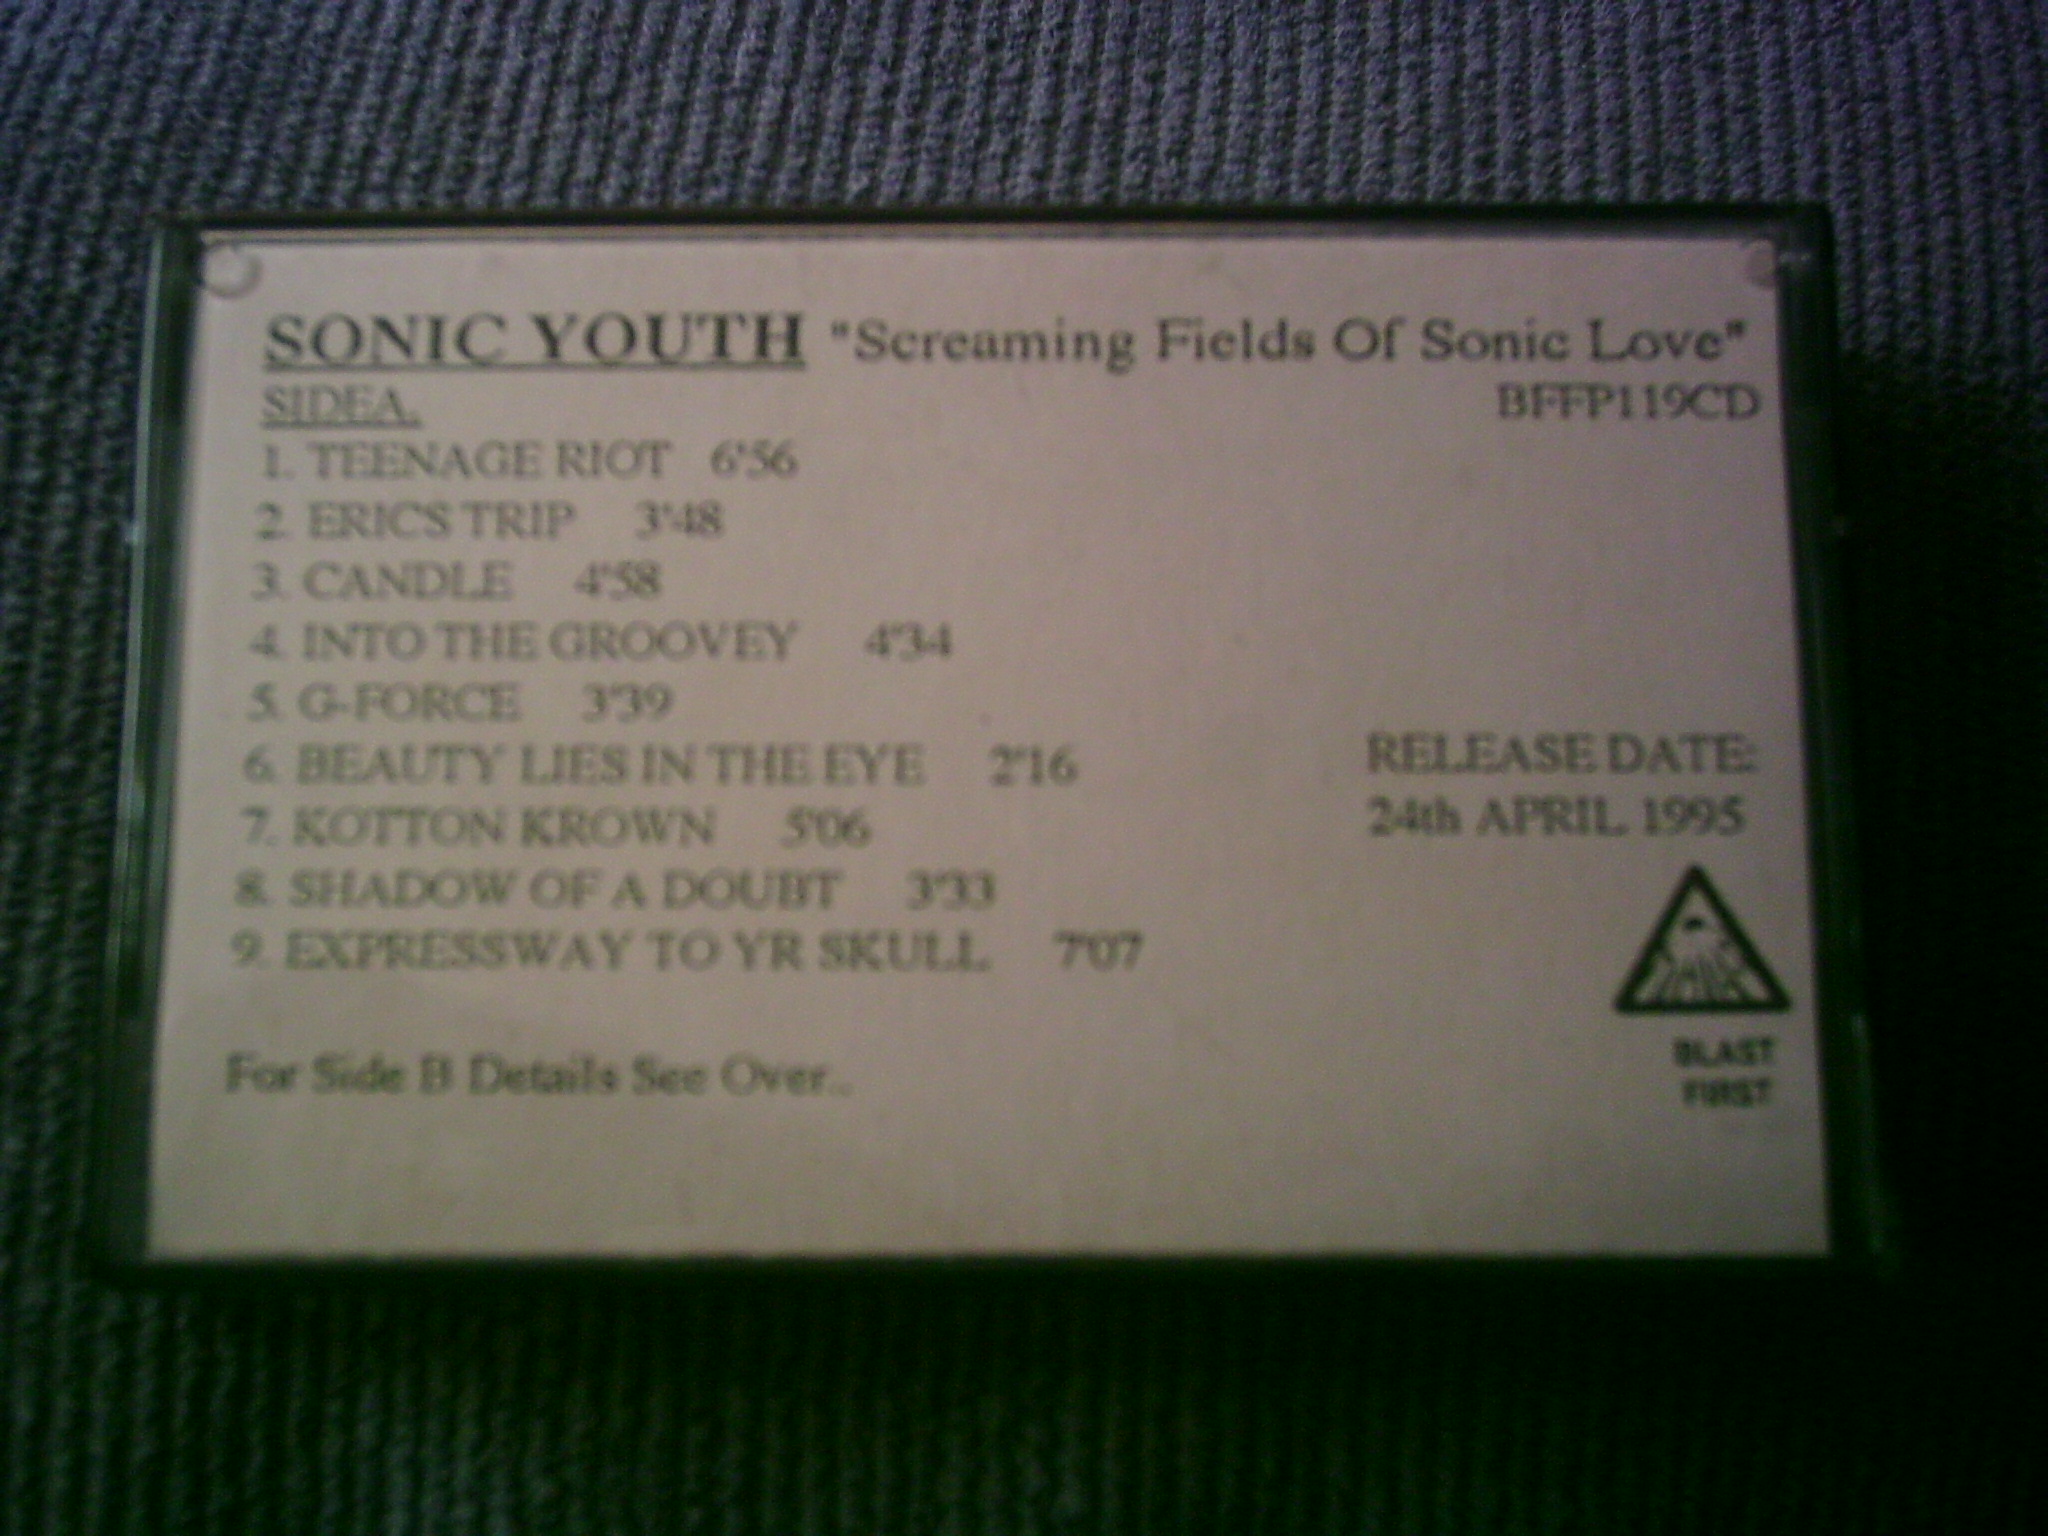 SONIC YOUTH "Screaming Fields Of Sonic Love"
SIDEA.
BFFP119CD
1. TEENAGE RIOT 6'56
2. ERICS TRIP 3'48
3. CANDLE 4'58
4. INTO THE GROOVEY 4'34
5. G-FORCE 3'39
6. BEAUTY LIES IN THE EYE 2'16
7. KOTTON KROWN 5'06
8. SHADOW OF A DOUBT 3'33
9. EXPRESSWAY TO YR SKULL 7'07
RELEASE DATE:
24th APRIL 1995
BLAST
FIRST
For Side B Details See Over..